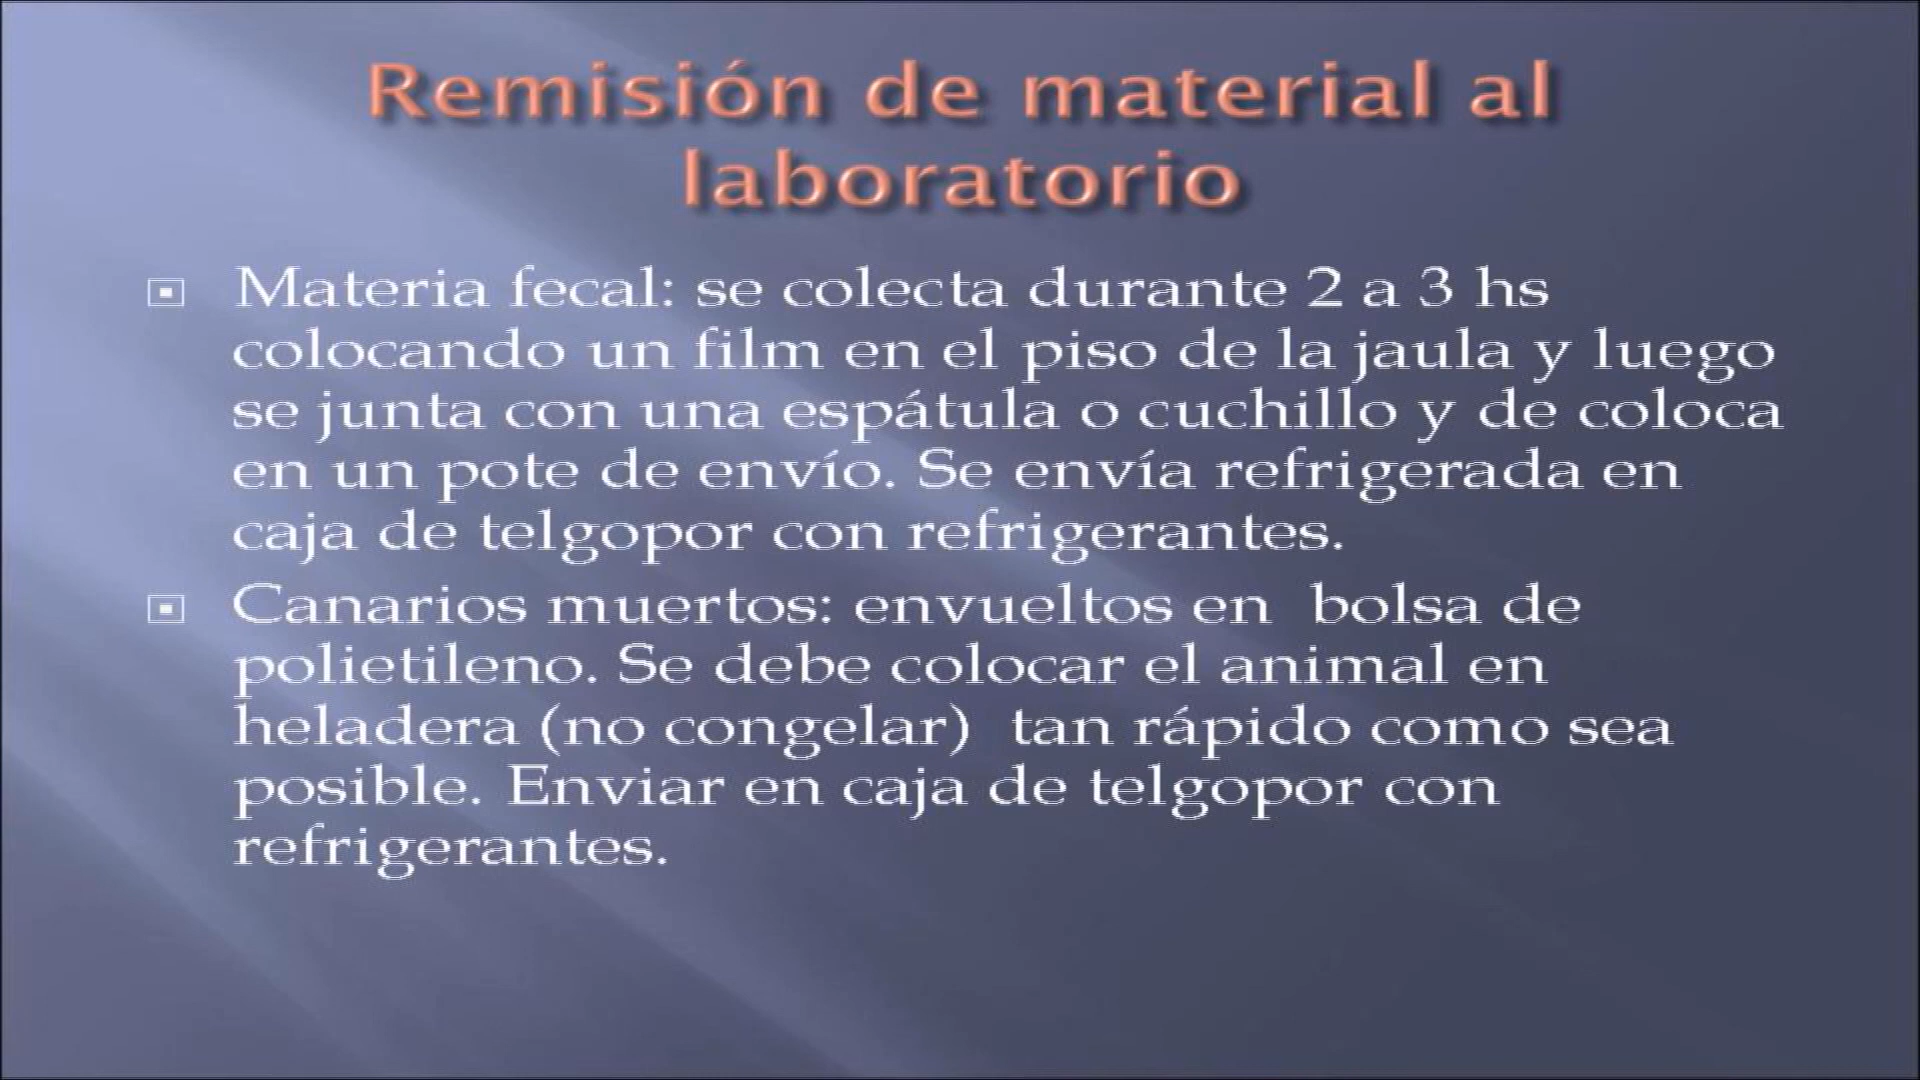 Remisión de material al
laboratorio
Materia fecal: se colecta durante 2 a 3 hs
colocando un film en el piso de la jaula y luego
se junta con una espátula o cuchillo y de coloca
en un pote de envío. Se envía refrigerada en
caja de telgopor con refrigerantes.
Canarios muertos: envueltos en  bolsa de
polietileno. Se debe colocar el animal en
heladera (no congelar)  tan rápido como sea
posible. Enviar en caja de telgopor con
refrigerantes.